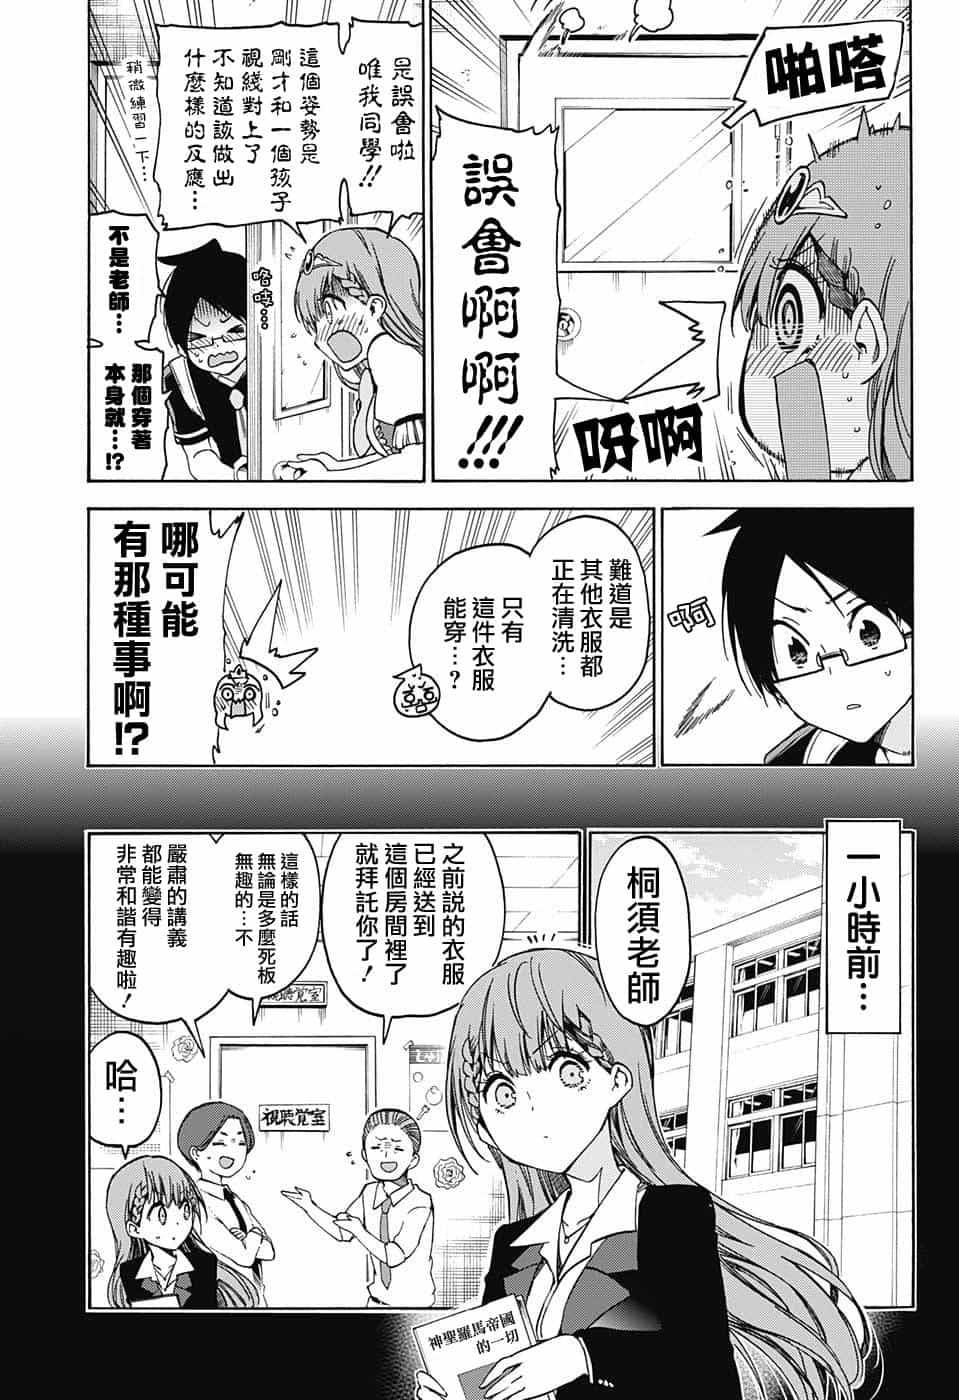 啪嗒
誤會啊啊!!!
呀啊
是誤會啦
唯我同學!!
這個姿勢是
剛才和一個孩子
視綫對上了
不知道該做出
什麼樣的反應…
稍微練習一下…
咯吱…
不是老師…
那個穿著
本身就…!?
啊
難道是
其他衣服都
正在清洗…
只有
這件衣服
能穿…?
哪可能
有那種事啊!?
一小時前…
桐須老師
之前説的衣服
已經送到
這個房間裡了
就拜託你了!
這樣的話
無論是多麼死板
無趣的…不
嚴肅的講義
都能變得
非常和諧有趣啦!
哈…
視聴覚室
視聴覚室
神聖羅馬帝國
的一切